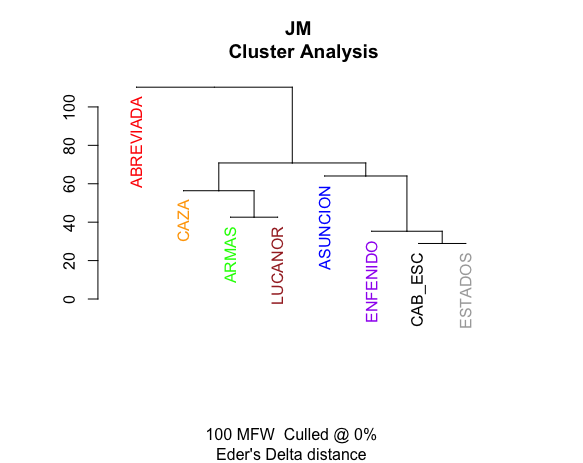 JM
Cluster Analysis
100
80
60
40
20
0
ABREVIADA
CAZA
ARMAS
LUCANOR
ASUNCION
ENFENIDO
CAB_ESC
ESTADOS
100 MFW  Culled @ 0%
Eder's Delta distance